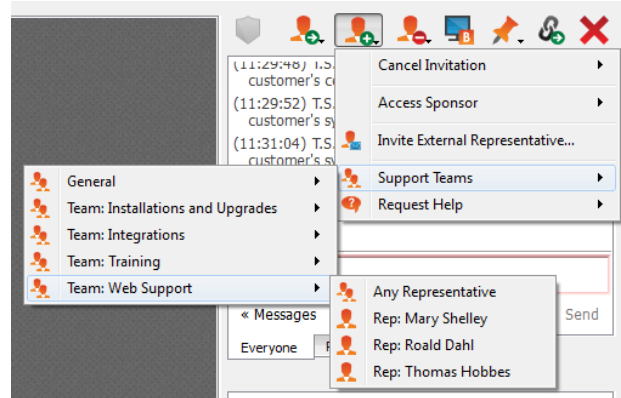 B
(11:29:48) T.S.
customer's
(11:29:52) T.S.
customer's
(11:31:04) T.S.
customer's
Cancel Invitation
Access Sponsor
Invite External Representative...
Support Teams
Request Help
General
Team: Installations and Upgrades
Team: Integrations
Team: Training
Team: Web Support
Any Representative
Rep: Mary Shelley
Rep: Roald Dahl
Rep: Thomas Hobbes
« Messages
Send
Everyone